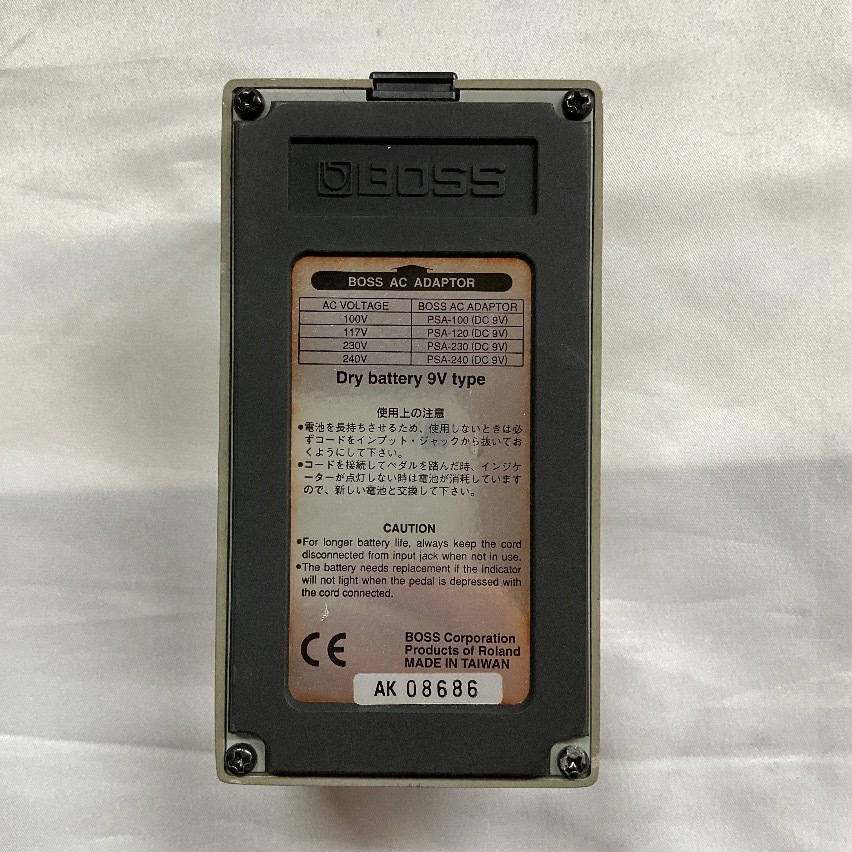 BOSS
BOSS AC ADAPTOR
AC VOLTAGE BOSS AC ADAPTOR
100V PSA-100 (DC 9V)
117V PSA-120 (DC 9V)
230V PSA-230 (DC 9V)
240V PSA-240 (DC 9V)
Dry battery 9V type
使用上の注意
●電池を長持ちさせるため、使用しないときは必
ずコードをインプット・ジャックから抜いてお
くようにして下さい。
●コードを接続してペダルを踏んだ時、インジケ
ーターが点灯しない時は電池が消耗しています
ので、新しい電池と交換して下さい。
CAUTION
●For longer battery life, always keep the cord
disconnected from input jack when not in use.
●The battery needs replacement if the indicator
will not light when the pedal is depressed with
the cord connected.
CE
BOSS Corporation
Products of Roland
MADE IN TAIWAN
AK 08686